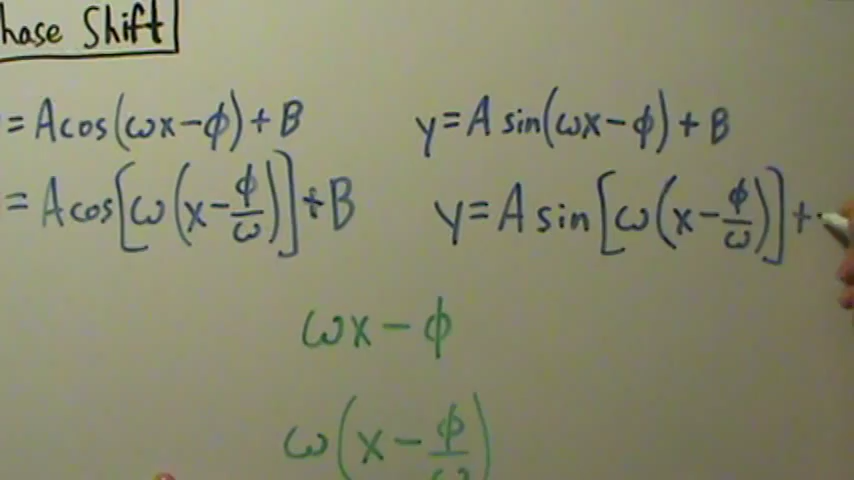 hase Shift
= A cos(ωx-ϕ)+B
y=A sin(ωx-ϕ)+B
= A cos[ω(x-ϕ/ω)]+B
y=A sin[ω(x-ϕ/ω)]+
ωx-ϕ
ω(x-ϕ/ω)